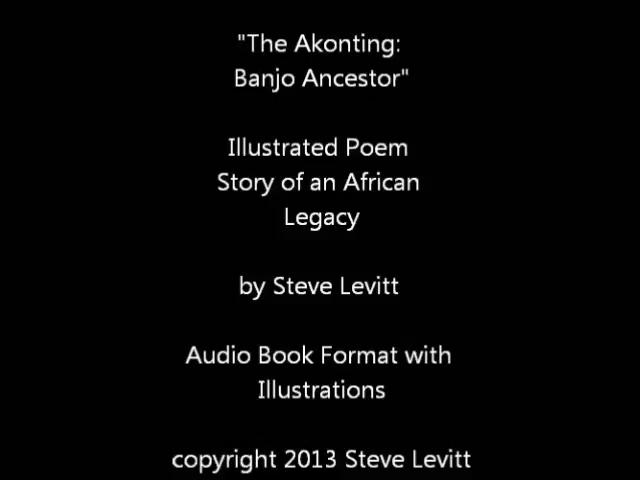 "The Akonting:
Banjo Ancestor"
Illustrated Poem
Story of an African
Legacy
by Steve Levitt
Audio Book Format with
Illustrations
copyright 2013 Steve Levitt